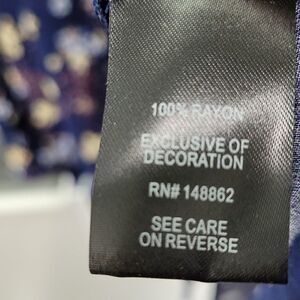 100% RAYON
EXCLUSIVE OF
DECORATION
RN# 148862
SEE CARE
ON REVERSE